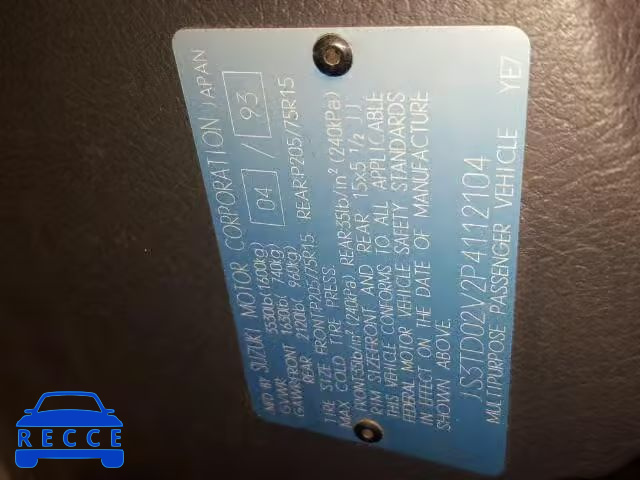 MFD BY SUZUKI MOTOR CORPORATION JAPAN
04 / 93
GVWR 3530lb(1600kg)
GAWR FRONT 1630lb( 740kg)
REAR 2120lb( 960kg)
TIRE SIZE FRONT:P205/75R15 REAR:P205/75R15
MAX COLD TIRE PRESS.
FRONT:35lb/in² (240kPa) REAR:35lb/in² (240kPa)
RIM SIZE:FRONT AND REAR 15x5 1/2 JJ
THIS VEHICLE CONFORMS TO ALL APPLICABLE
FEDERAL MOTOR VEHICLE SAFETY STANDARDS
IN EFFECT ON THE DATE OF MANUFACTURE
SHOWN ABOVE.
JS3TD02V2P4112104
MULTIPURPOSE PASSENGER VEHICLE YE7
RECCE